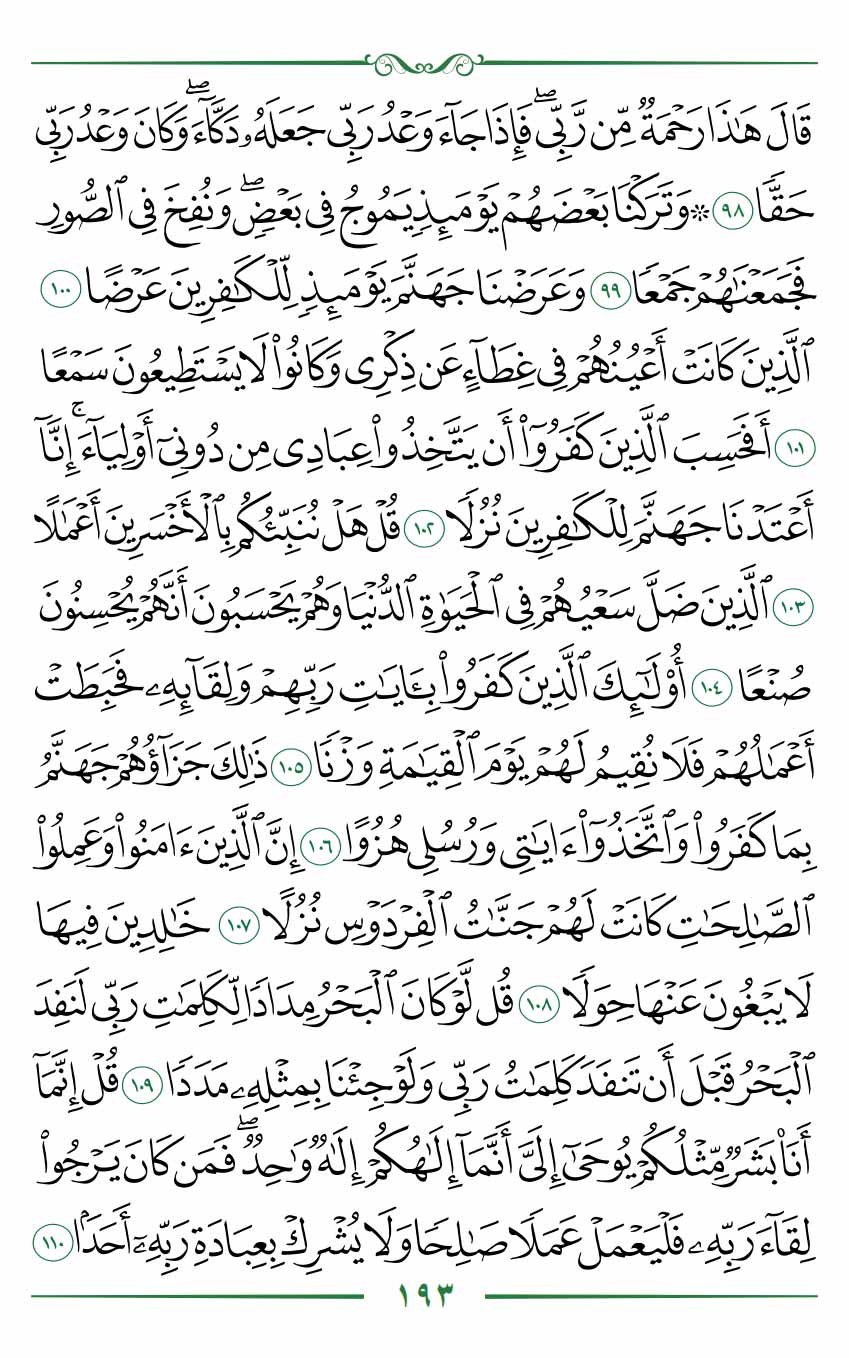 قَالَ هَٰذَا رَحْمَةٌ مِّن رَّبِّى ۖ فَإِذَا جَآءَ وَعْدُ رَبِّى جَعَلَهُۥ دَكَّآءَ ۖ وَكَانَ وَعْدُ رَبِّى
حَقًّا ٩٨ ۞ وَتَرَكْنَا بَعْضَهُمْ يَوْمَئِذٍ يَمُوجُ فِى بَعْضٍ ۖ وَنُفِخَ فِى ٱلصُّورِ
فَجَمَعْنَٰهُمْ جَمْعًا ٩٩ وَعَرَضْنَا جَهَنَّمَ يَوْمَئِذٍ لِّلْكَٰفِرِينَ عَرْضًا ١٠٠
ٱلَّذِينَ كَانَتْ أَعْيُنُهُمْ فِى غِطَآءٍ عَن ذِكْرِى وَكَانُوا۟ لَا يَسْتَطِيعُونَ سَمْعًا
١٠١ أَفَحَسِبَ ٱلَّذِينَ كَفَرُوٓا۟ أَن يَتَّخِذُوا۟ عِبَادِى مِن دُونِىٓ أَوْلِيَآءَ ۚ إِنَّآ
أَعْتَدْنَا جَهَنَّمَ لِلْكَٰفِرِينَ نُزُلًا ١٠٢ قُلْ هَلْ نُنَبِّئُكُم بِٱلْأَخْسَرِينَ أَعْمَٰلًا
١٠٣ ٱلَّذِينَ ضَلَّ سَعْيُهُمْ فِى ٱلْحَيَوٰةِ ٱلدُّنْيَا وَهُمْ يَحْسَبُونَ أَنَّهُمْ يُحْسِنُونَ
صُنْعًا ١٠٤ أُو۟لَٰٓئِكَ ٱلَّذِينَ كَفَرُوا۟ بِـَٔايَٰتِ رَبِّهِمْ وَلِقَآئِهِۦ فَحَبِطَتْ
أَعْمَٰلُهُمْ فَلَا نُقِيمُ لَهُمْ يَوْمَ ٱلْقِيَٰمَةِ وَزْنًا ١٠٥ ذَٰلِكَ جَزَآؤُهُمْ جَهَنَّمُ
بِمَا كَفَرُوا۟ وَٱتَّخَذُوٓا۟ ءَايَٰتِى وَرُسُلِى هُزُوًا ١٠٦ إِنَّ ٱلَّذِينَ ءَامَنُوا۟ وَعَمِلُوا۟
ٱلصَّٰلِحَٰتِ كَانَتْ لَهُمْ جَنَّٰتُ ٱلْفِرْدَوْسِ نُزُلًا ١٠٧ خَٰلِدِينَ فِيهَا
لَا يَبْغُونَ عَنْهَا حِوَلًا ١٠٨ قُل لَّوْ كَانَ ٱلْبَحْرُ مِدَادًا لِّكَلِمَٰتِ رَبِّى لَنَفِدَ
ٱلْبَحْرُ قَبْلَ أَن تَنفَدَ كَلِمَٰتُ رَبِّى وَلَوْ جِئْنَا بِمِثْلِهِۦ مَدَدًا ١٠٩ قُلْ إِنَّمَآ
أَنَا۠ بَشَرٌ مِّثْلُكُمْ يُوحَىٰٓ إِلَىَّ أَنَّمَآ إِلَٰهُكُمْ إِلَٰهٌ وَٰحِدٌ ۖ فَمَن كَانَ يَرْجُوا۟
لِقَآءَ رَبِّهِۦ فَلْيَعْمَلْ عَمَلًا صَٰلِحًا وَلَا يُشْرِكْ بِعِبَادَةِ رَبِّهِۦٓ أَحَدًۢا ١١٠
١٩٣